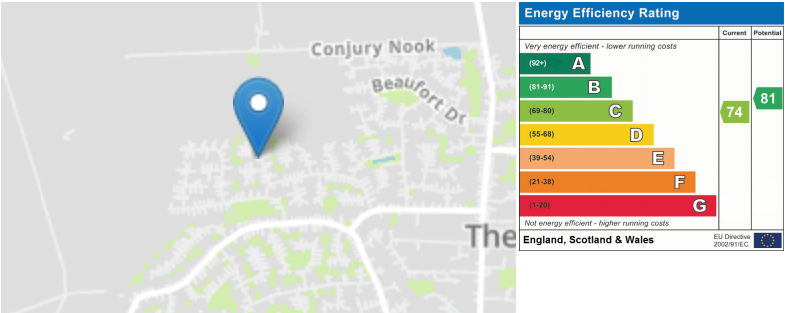 Conjury Nook
Beaufort Dr
The
Energy Efficiency Rating
Current Potential
Very energy efficient - lower running costs
(92+) A
(81-91) B
(69-80) C
(55-68) D
(39-54) E
(21-38) F
(1-20) G
74
81
Not energy efficient - higher running costs
England, Scotland & Wales
EU Directive
2002/91/EC